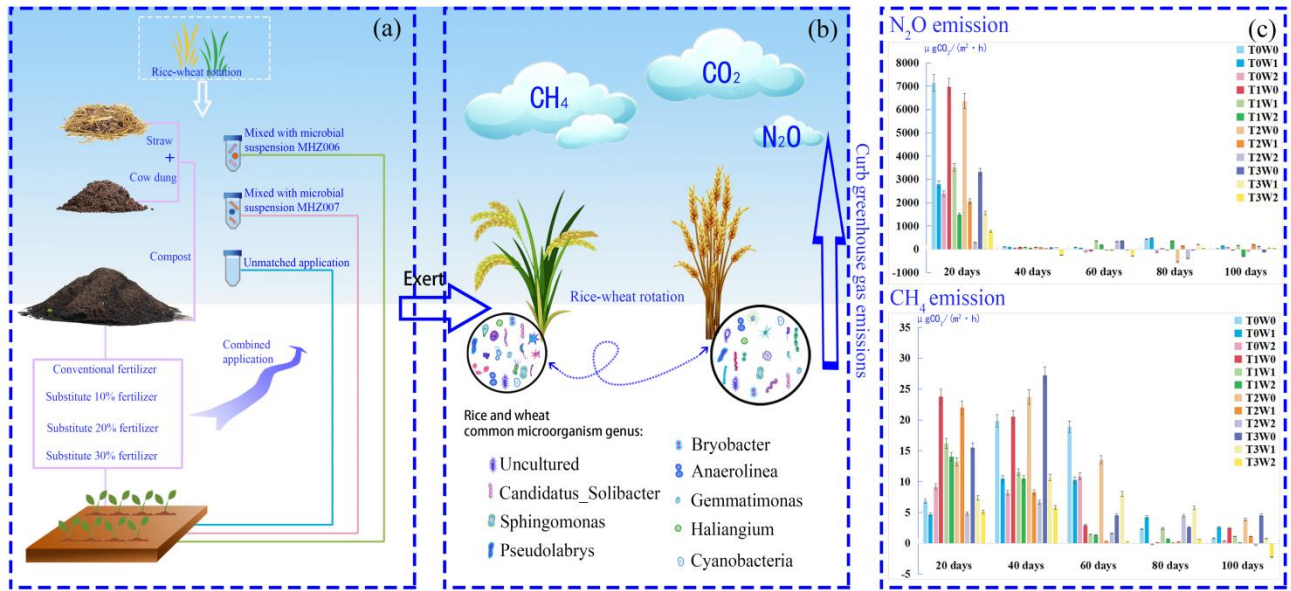 (a)
Rice-wheat rotation
Straw
+
Cow dung
Compost
Mixed with microbial
suspension MHZ006
Mixed with microbial
suspension MHZ007
Unmatched application
Combined
application
Conventional fertilizer
Substitute 10% fertilizer
Substitute 20% fertilizer
Substitute 30% fertilizer
Exert
(b)
CH4
CO2
N2O
Curb greenhouse gas emissions
Rice-wheat rotation
Rice and wheat
common microorganism genus:
Uncultured
Candidatus_Solibacter
Sphingomonas
Pseudolabrys
Bryobacter
Anaerolinea
Gemmatimonas
Haliangium
Cyanobacteria
(c)
N2O emission
μgCO2/(m²·h)
8000
7000
6000
5000
4000
3000
2000
1000
0
-1000
20 days
40 days
60 days
80 days
100 days
T0W0
T0W1
T0W2
T1W0
T1W1
T1W2
T2W0
T2W1
T2W2
T3W0
T3W1
T3W2
CH4 emission
μgCO2/(m²·h)
35
30
25
20
15
10
5
0
-5
20 days
40 days
60 days
80 days
100 days
T0W0
T0W1
T0W2
T1W0
T1W1
T1W2
T2W0
T2W1
T2W2
T3W0
T3W1
T3W2